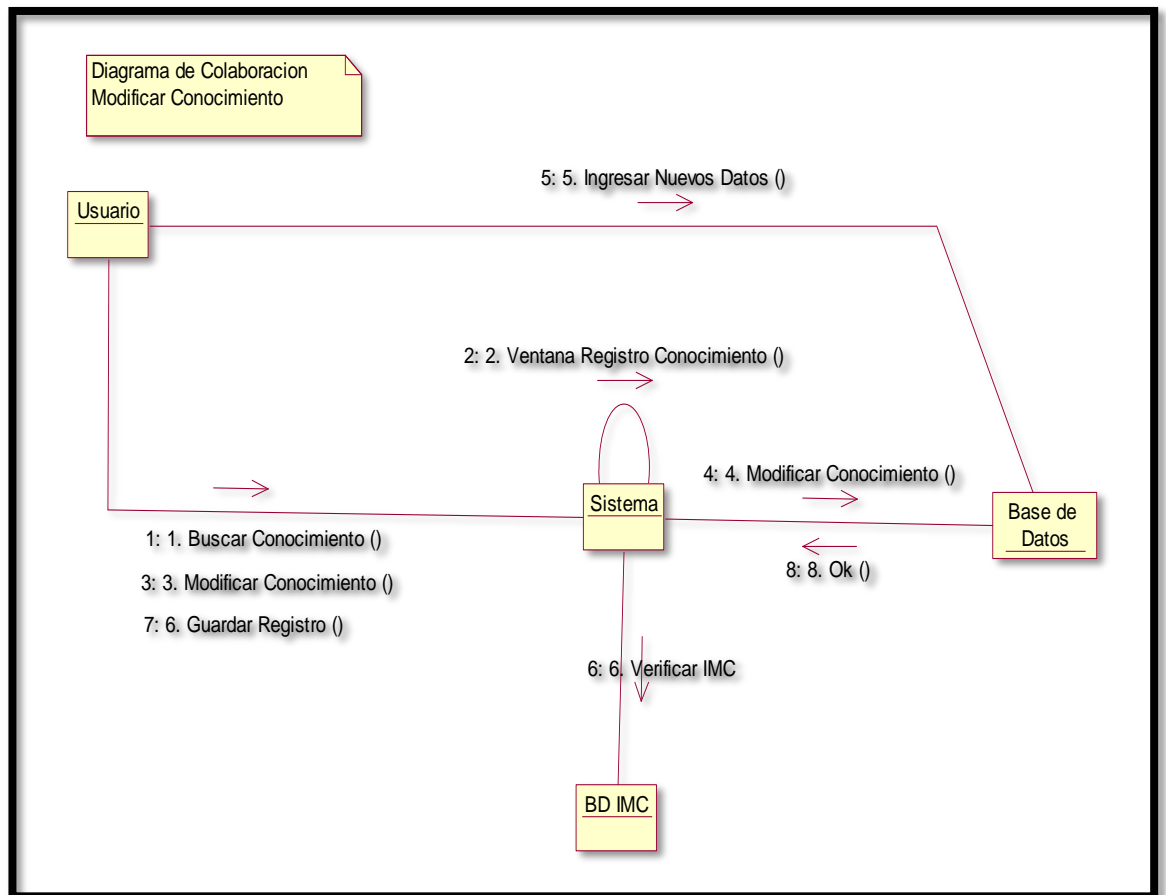 Diagrama de Colaboracion
Modificar Conocimiento
5: 5. Ingresar Nuevos Datos ()
Usuario
2: 2. Ventana Registro Conocimiento ()
4: 4. Modificar Conocimiento ()
Sistema
Base de
Datos
1: 1. Buscar Conocimiento ()
8: 8. Ok ()
3: 3. Modificar Conocimiento ()
7: 6. Guardar Registro ()
6: 6. Verificar IMC
BD IMC